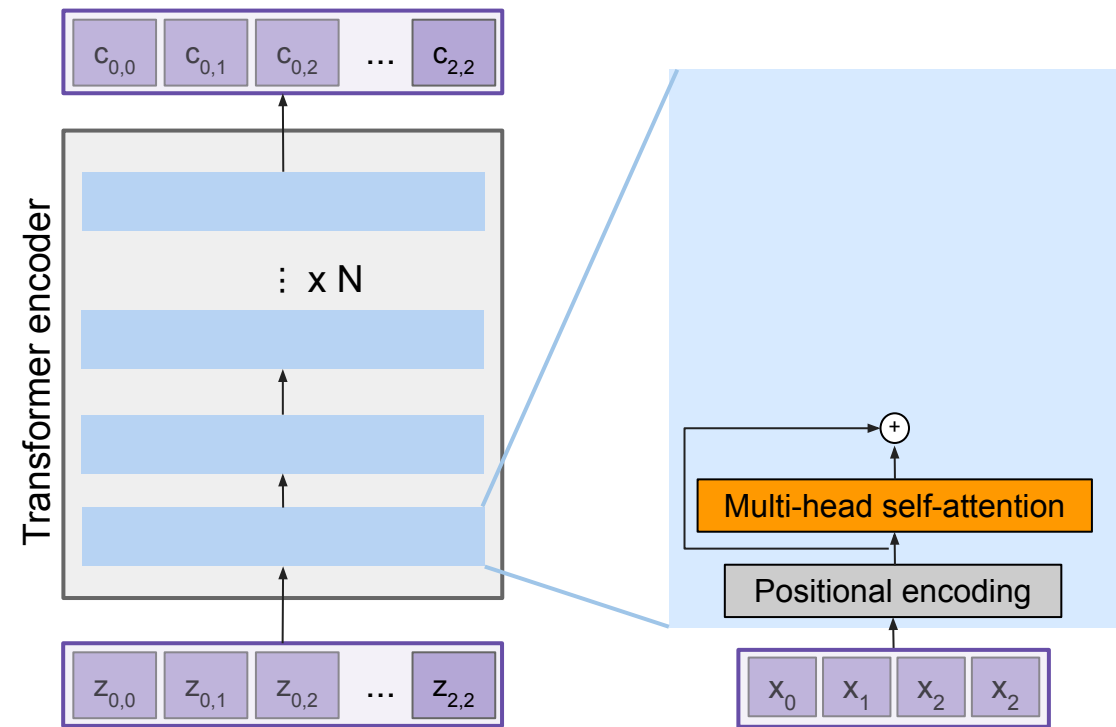 c0,0 c0,1 c0,2 ... c2,2
Transformer encoder
⋮ x N
z0,0 z0,1 z0,2 ... z2,2
+
Multi-head self-attention
Positional encoding
x0 x1 x2 x2